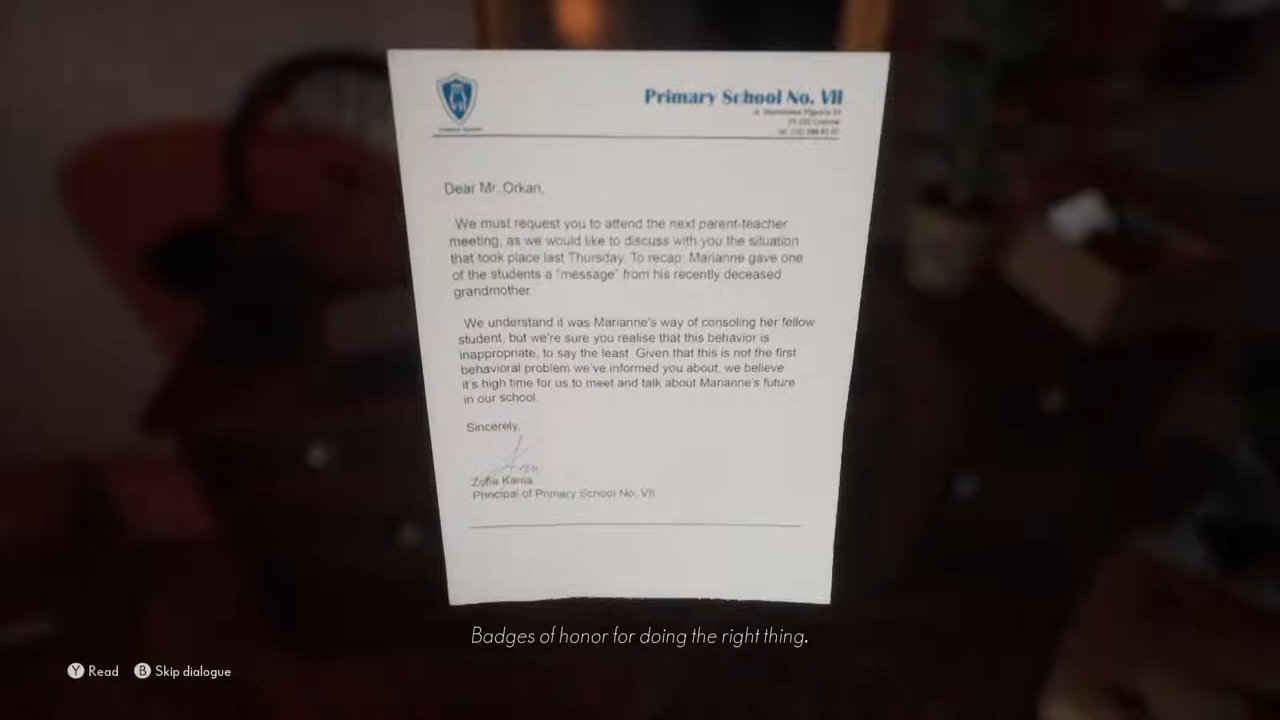 Primary School No. VII
Dear Mr. Orkan,
We must request you to attend the next parent-teacher
meeting, as we would like to discuss with you the situation
that took place last Thursday. To recap: Marianne gave one
of the students a "message" from his recently deceased
grandmother.
We understand it was Marianne's way of consoling her fellow
student, but we're sure you realise that this behavior is
inappropriate, to say the least. Given that this is not the first
behavioral problem we've informed you about, we believe
it's high time for us to meet and talk about Marianne's future
in our school.
Sincerely,
Zofia Kania
Principal of Primary School No. VII
Badges of honor for doing the right thing.
Y Read B Skip dialogue